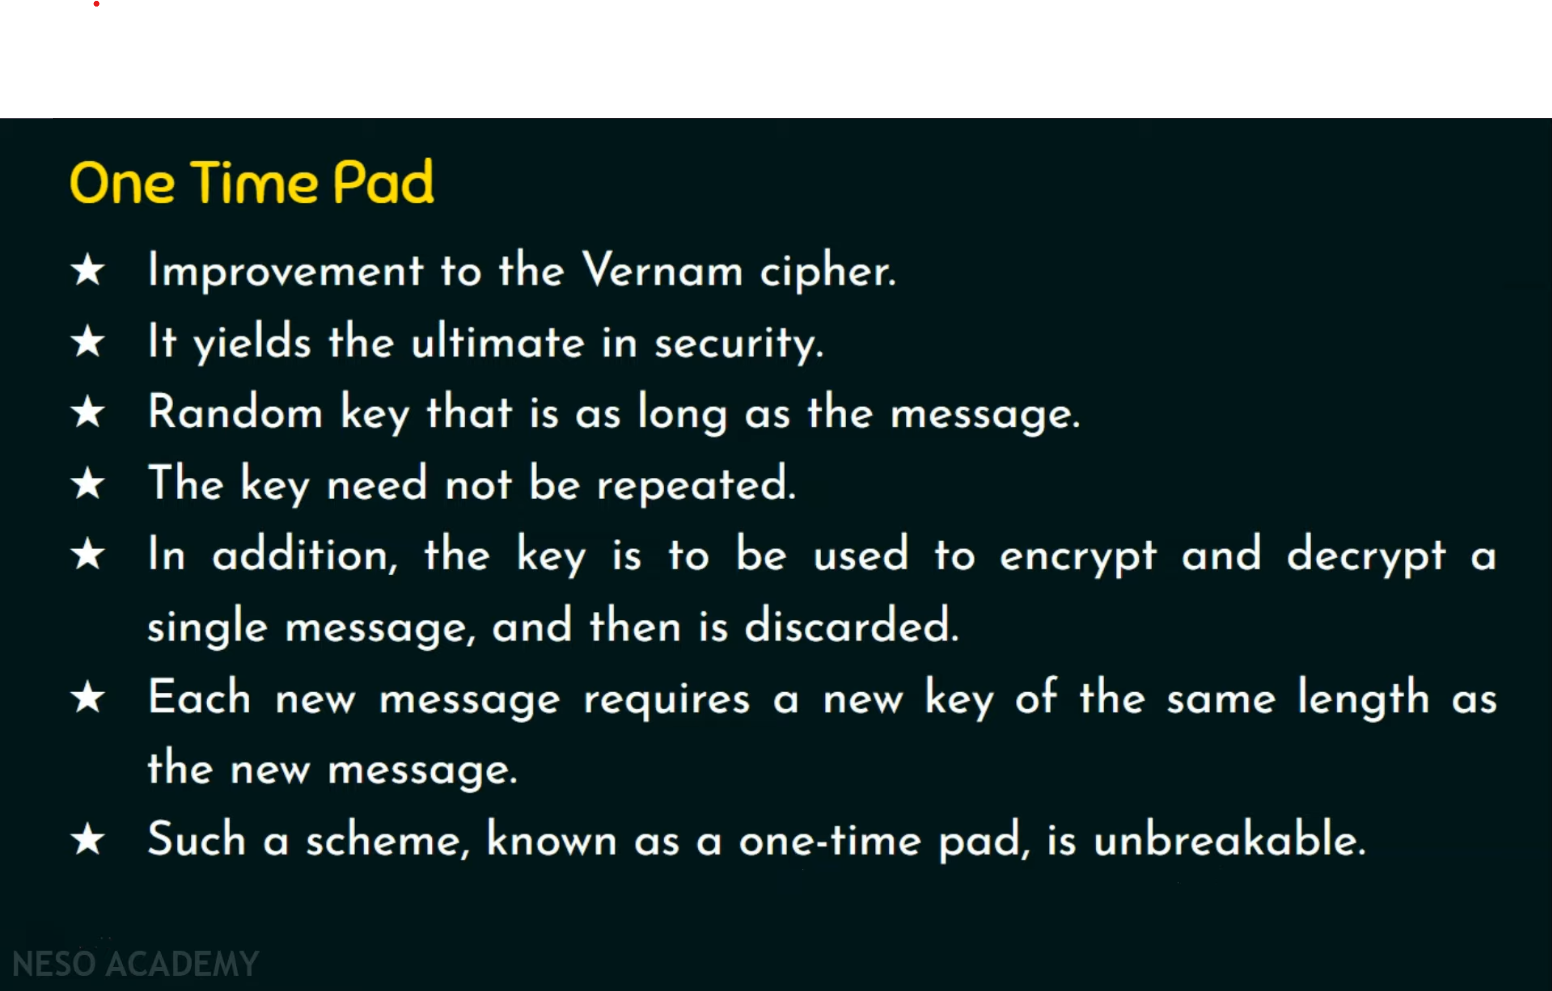 One Time Pad
★ Improvement to the Vernam cipher.
★ It yields the ultimate in security.
★ Random key that is as long as the message.
★ The key need not be repeated.
★ In addition, the key is to be used to encrypt and decrypt a
single message, and then is discarded.
★ Each new message requires a new key of the same length as
the new message.
★ Such a scheme, known as a one-time pad, is unbreakable.
NESO ACADEMY